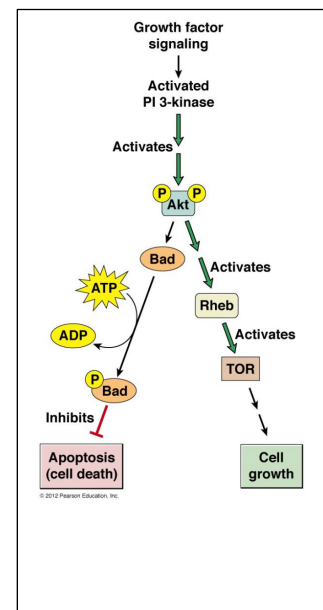 Growth factor
signaling
Activated
PI 3-kinase
Activates
P
P
Akt
Bad
Activates
ATP
Rheb
ADP
Activates
TOR
P
Bad
Inhibits
Apoptosis
(cell death)
Cell
growth
© 2012 Pearson Education, Inc.